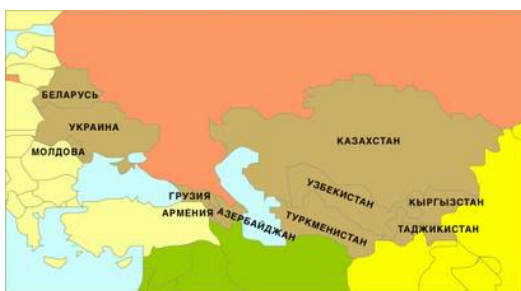 БЕЛАРУСЬ
УКРАИНА
МОЛДОВА
КАЗАХСТАН
УЗБЕКИСТАН
ГРУЗИЯ
КЫРГЫЗСТАН
АРМЕНИЯ
АЗЕРБАЙДЖАН
ТУРКМЕНИСТАН
ТАДЖИКИСТАН